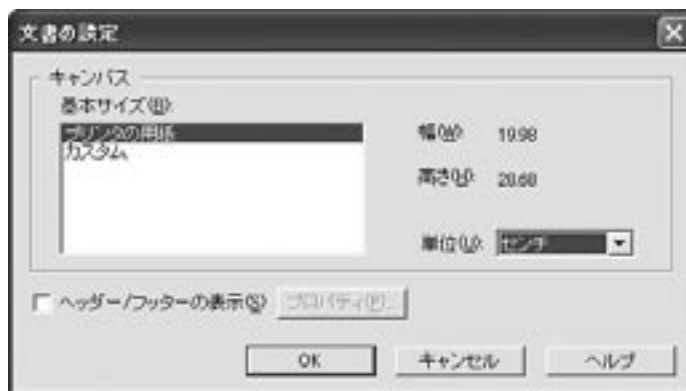 文書の設定
キャンバス
基本サイズ(B):
プリンタの用紙
カスタム
幅(W): 19.98
高さ(H): 28.68
単位(U): センチ
ヘッダー/フッターの表示(S) プロパティ(P)...
OK キャンセル ヘルプ